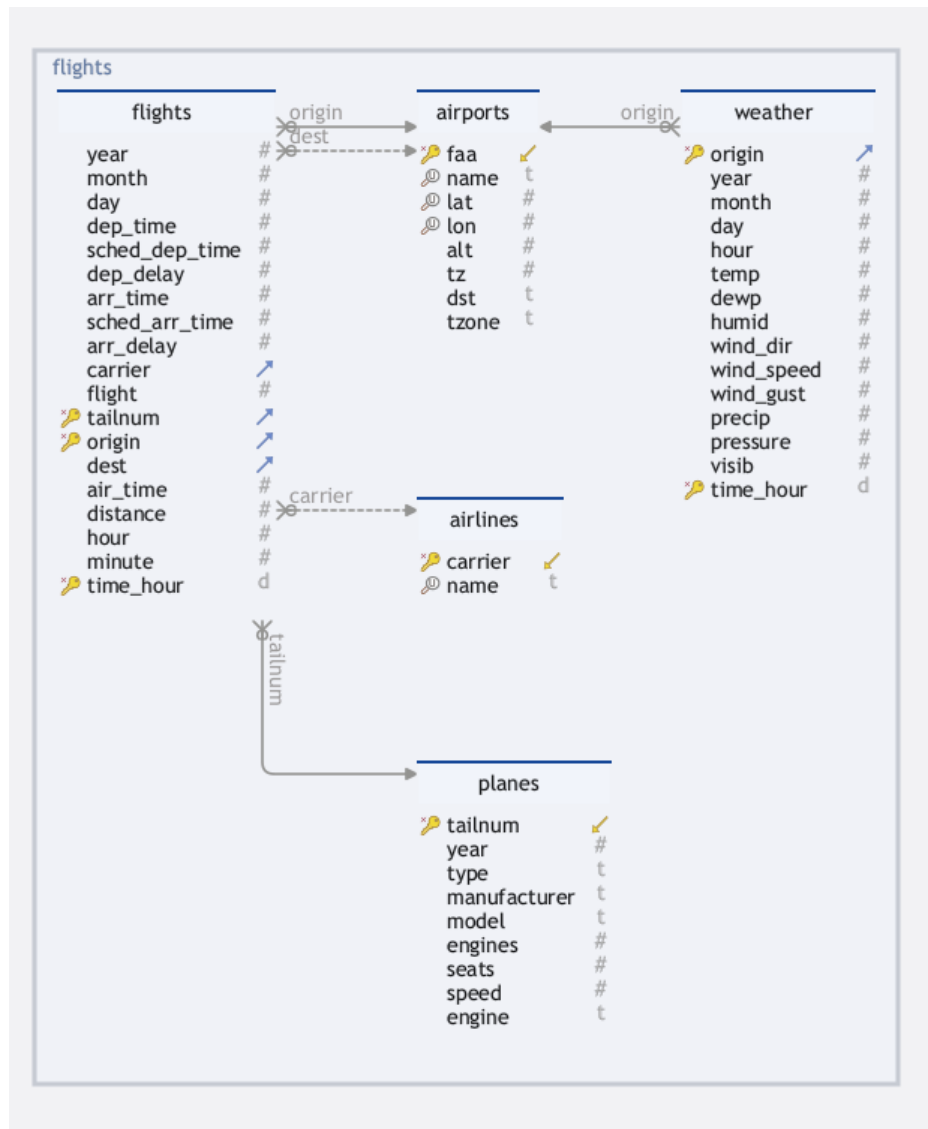 flights
flights
origin
dest
year #
month #
day #
dep_time #
sched_dep_time #
dep_delay #
arr_time #
sched_arr_time #
arr_delay #
carrier
flight #
tailnum
origin
dest
air_time #
distance #
hour #
minute #
time_hour d
airports
faa
name t
lat #
lon #
alt #
tz #
dst t
tzone t
origin
weather
origin
year #
month #
day #
hour #
temp #
dewp #
humid #
wind_dir #
wind_speed #
wind_gust #
precip #
pressure #
visib #
time_hour d
carrier
airlines
carrier
name t
tailnum
planes
tailnum
year #
type t
manufacturer t
model t
engines #
seats #
speed #
engine t